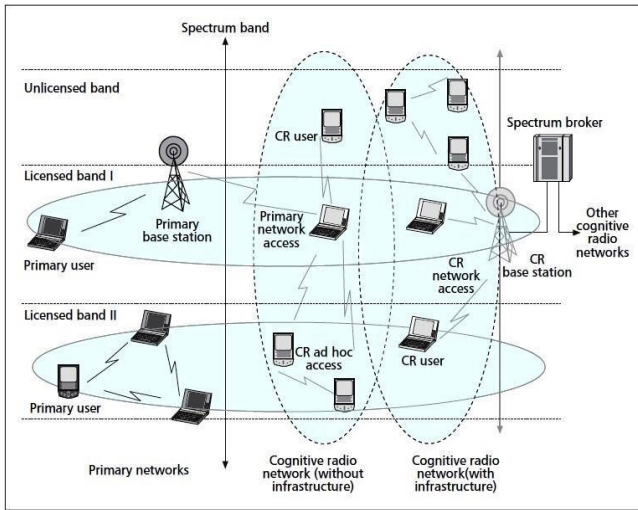 Spectrum band
Unlicensed band
CR user
Spectrum broker
Licensed band I
Primary
base station
Primary
network
access
Primary user
CR
network
access
CR
base station
Other
cognitive
radio
networks
Licensed band II
CR ad hoc
access
CR user
Primary user
Primary networks
Cognitive radio
network (without
infrastructure)
Cognitive radio
network(with
infrastructure)